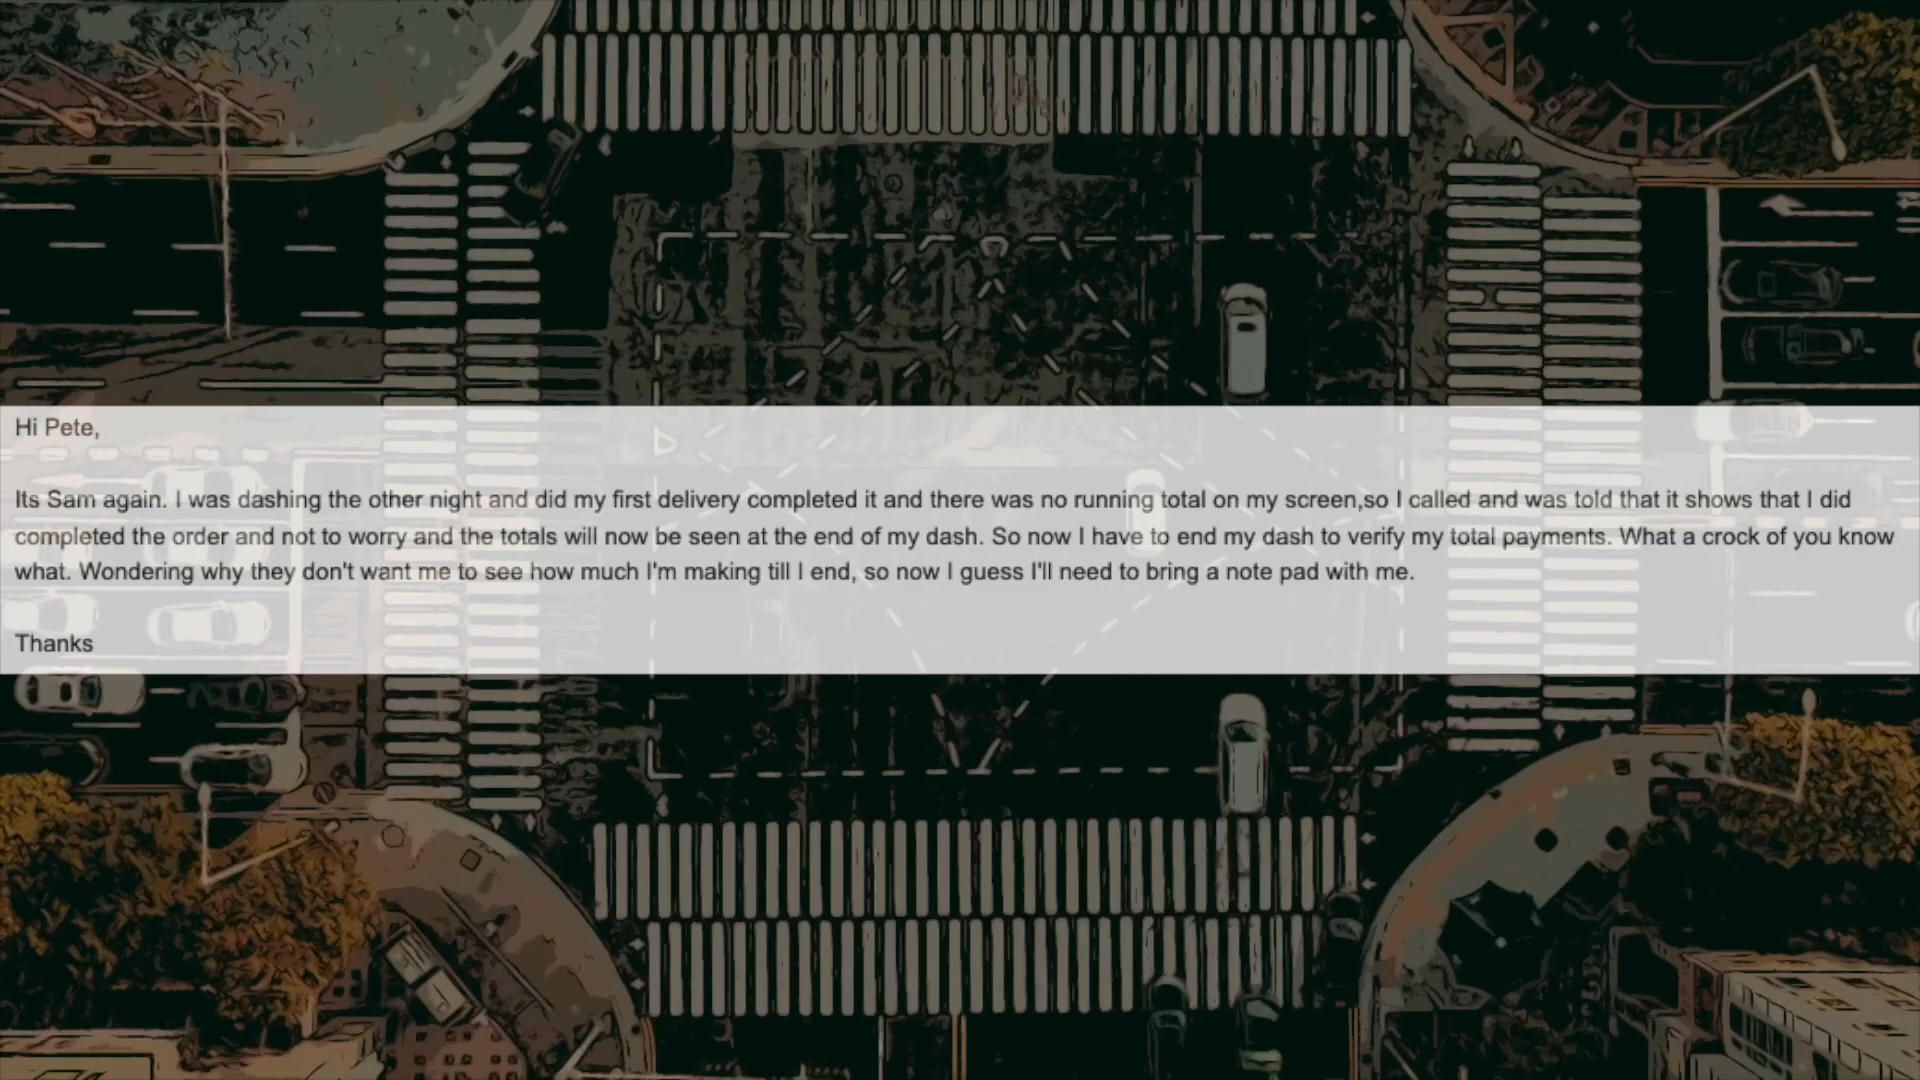 Hi Pete,
Its Sam again. I was dashing the other night and did my first delivery completed it and there was no running total on my screen,so I called and was told that it shows that I did
completed the order and not to worry and the totals will now be seen at the end of my dash. So now I have to end my dash to verify my total payments. What a crock of you know
what. Wondering why they don't want me to see how much I'm making till I end, so now I guess I'll need to bring a note pad with me.
Thanks